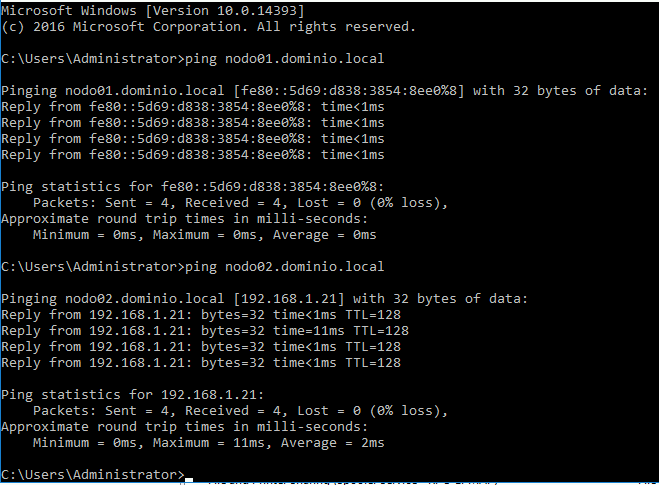 Microsoft Windows [Version 10.0.14393]
(c) 2016 Microsoft Corporation. All rights reserved.
C:\Users\Administrator>ping nodo01.dominio.local
Pinging nodo01.dominio.local [fe80::5d69:d838:3854:8ee0%8] with 32 bytes of data:
Reply from fe80::5d69:d838:3854:8ee0%8: time<1ms
Reply from fe80::5d69:d838:3854:8ee0%8: time<1ms
Reply from fe80::5d69:d838:3854:8ee0%8: time<1ms
Reply from fe80::5d69:d838:3854:8ee0%8: time<1ms
Ping statistics for fe80::5d69:d838:3854:8ee0%8:
    Packets: Sent = 4, Received = 4, Lost = 0 (0% loss),
Approximate round trip times in milli-seconds:
    Minimum = 0ms, Maximum = 0ms, Average = 0ms
C:\Users\Administrator>ping nodo02.dominio.local
Pinging nodo02.dominio.local [192.168.1.21] with 32 bytes of data:
Reply from 192.168.1.21: bytes=32 time<1ms TTL=128
Reply from 192.168.1.21: bytes=32 time=11ms TTL=128
Reply from 192.168.1.21: bytes=32 time<1ms TTL=128
Reply from 192.168.1.21: bytes=32 time<1ms TTL=128
Ping statistics for 192.168.1.21:
    Packets: Sent = 4, Received = 4, Lost = 0 (0% loss),
Approximate round trip times in milli-seconds:
    Minimum = 0ms, Maximum = 11ms, Average = 2ms
C:\Users\Administrator>